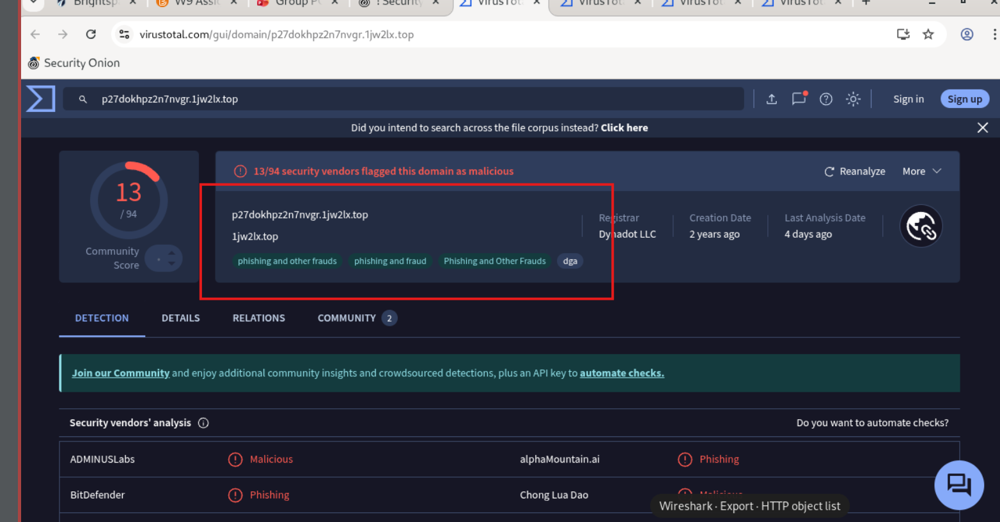 Brightsp
W9 Assi
Group P
! Security
VirusTot
VirusTot
VirusTot
VirusTot
virustotal.com/gui/domain/p27dokhpz2n7nvgr.1jw2lx.top
Security Onion
p27dokhpz2n7nvgr.1jw2lx.top
Sign in
Sign up
Did you intend to search across the file corpus instead? Click here
13
/ 94
Community
Score
13/94 security vendors flagged this domain as malicious
Reanalyze
More
p27dokhpz2n7nvgr.1jw2lx.top
1jw2lx.top
phishing and other frauds
phishing and fraud
Phishing and Other Frauds
dga
Registrar
Dynadot LLC
Creation Date
2 years ago
Last Analysis Date
4 days ago
DETECTION
DETAILS
RELATIONS
COMMUNITY 2
Join our Community and enjoy additional community insights and crowdsourced detections, plus an API key to automate checks.
Security vendors' analysis
Do you want to automate checks?
ADMINUSLabs
Malicious
alphaMountain.ai
Phishing
BitDefender
Phishing
Chong Lua Dao
Malicious
Wireshark · Export · HTTP object list